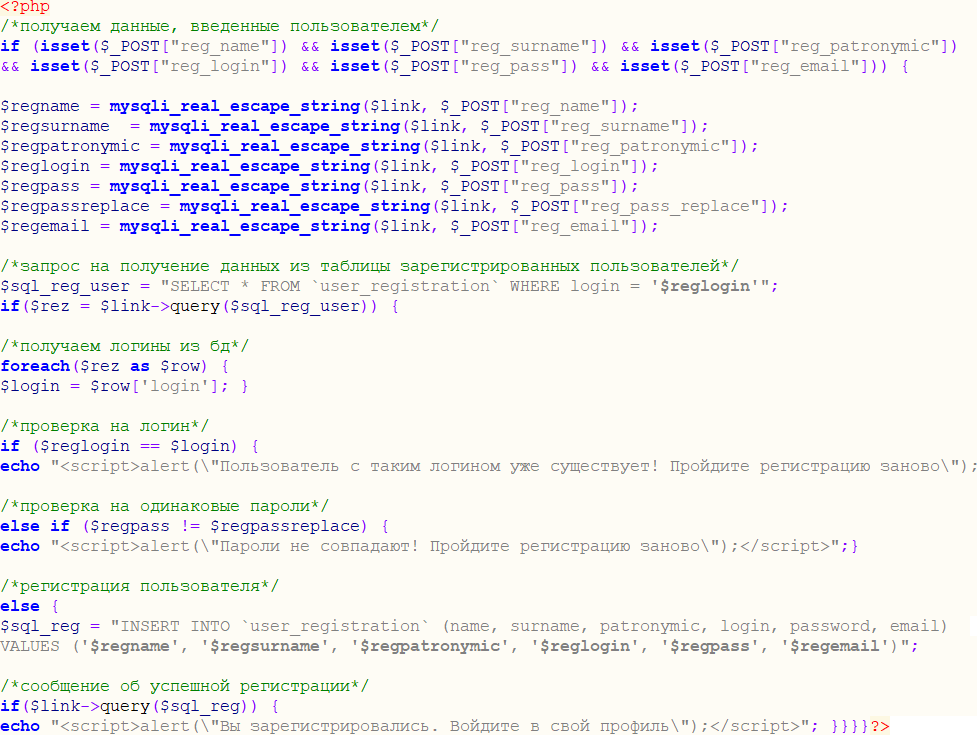 <?php
/*получаем данные, введенные пользователем*/
if (isset($_POST["reg_name"]) && isset($_POST["reg_surname"]) && isset($_POST["reg_patronymic"])
&& isset($_POST["reg_login"]) && isset($_POST["reg_pass"]) && isset($_POST["reg_email"])) {

$regname = mysqli_real_escape_string($link, $_POST["reg_name"]);
$regsurname  = mysqli_real_escape_string($link, $_POST["reg_surname"]);
$regpatronymic = mysqli_real_escape_string($link, $_POST["reg_patronymic"]);
$reglogin = mysqli_real_escape_string($link, $_POST["reg_login"]);
$regpass = mysqli_real_escape_string($link, $_POST["reg_pass"]);
$regpassreplace = mysqli_real_escape_string($link, $_POST["reg_pass_replace"]);
$regemail = mysqli_real_escape_string($link, $_POST["reg_email"]);

/*запрос на получение данных из таблицы зарегистрированных пользователей*/
$sql_reg_user = "SELECT * FROM `user_registration` WHERE login = '$reglogin'";
if($rez = $link->query($sql_reg_user)) {

/*получаем логины из бд*/
foreach($rez as $row) {
$login = $row['login']; }

/*проверка на логин*/
if ($reglogin == $login) {
echo "<script>alert(\"Пользователь с таким логином уже существует! Пройдите регистрацию заново\");

/*проверка на одинаковые пароли*/
else if ($regpass != $regpassreplace) {
echo "<script>alert(\"Пароли не совпадают! Пройдите регистрацию заново\");</script>";}

/*регистрация пользователя*/
else {
$sql_reg = "INSERT INTO `user_registration` (name, surname, patronymic, login, password, email)
VALUES ('$regname', '$regsurname', '$regpatronymic', '$reglogin', '$regpass', '$regemail')";

/*сообщение об успешной регистрации*/
if($link->query($sql_reg)) {
echo "<script>alert(\"Вы зарегистрировались. Войдите в свой профиль\");</script>"; }}}}?>